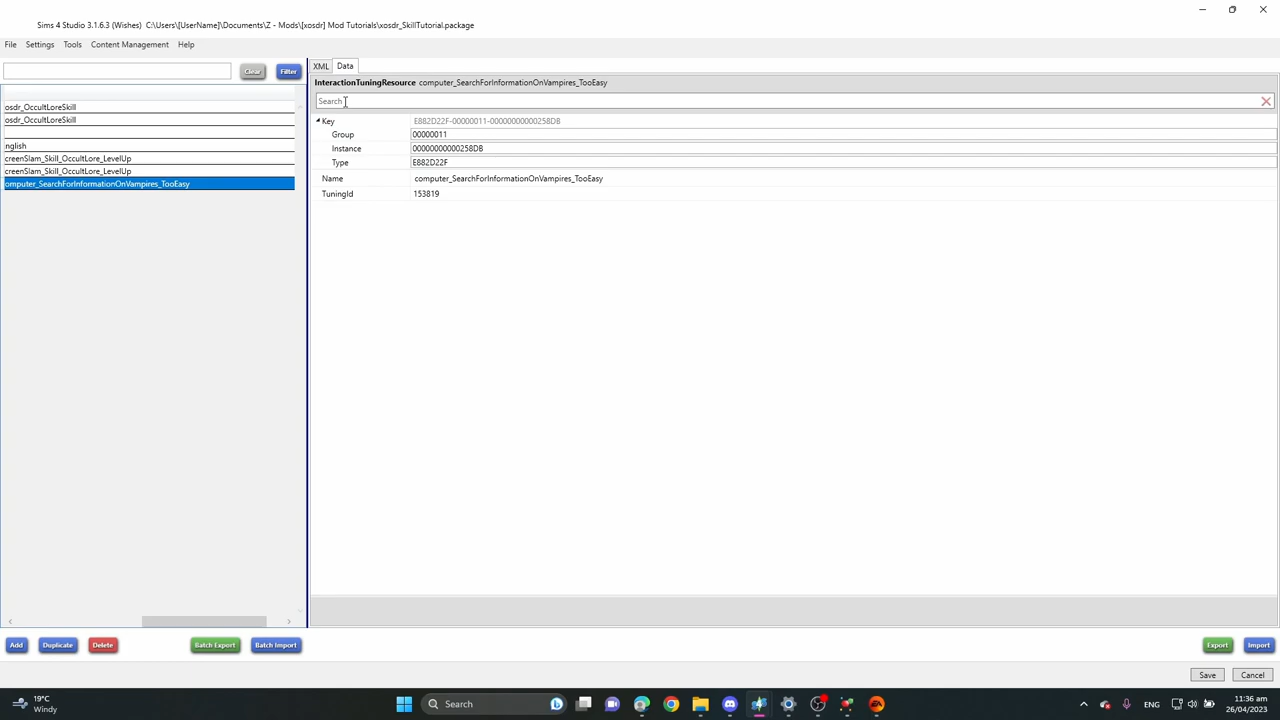 Sims 4 Studio 3.1.6.3 (Wishes)   C:\Users\[UserName]\Documents\Z - Mods\[xosdr] Mod Tutorials\xosdr_SkillTutorial.package
File Settings Tools Content Management Help
Clear Filter
osdr_OccultLoreSkill
osdr_OccultLoreSkill
nglish
creenSlam_Skill_OccultLore_LevelUp
creenSlam_Skill_OccultLore_LevelUp
omputer_SearchForInformationOnVampires_TooEasy
XML Data
InteractionTuningResource computer_SearchForInformationOnVampires_TooEasy
Search
Key E882D22F-00000011-00000000000258DB
Group 00000011
Instance 00000000000258DB
Type E882D22F
Name computer_SearchForInformationOnVampires_TooEasy
TuningId 153819
Add Duplicate Delete Batch Export Batch Import Export Import
Save Cancel
19°C
Windy
Search
ENG
11:36 am
26/04/2023